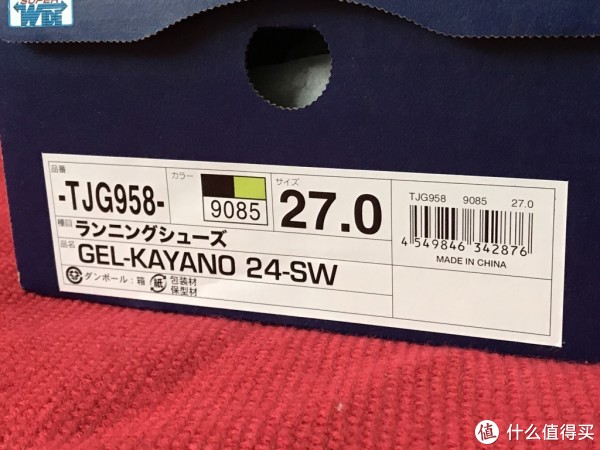 SUPER
WIDE
品番
-TJG958-
カラー
9085
サイズ
27.0
種目
ランニングシューズ
品名
GEL-KAYANO 24-SW
ダンボール:箱
紙
包装材
保型材
TJG958 9085 27.0
4 549846 342876
MADE IN CHINA
值 什么值得买